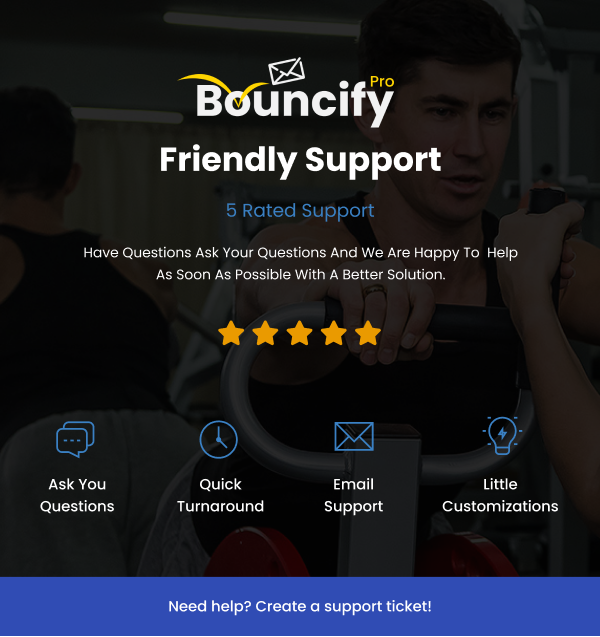 Bouncify Pro
Friendly Support
5 Rated Support
Have Questions Ask Your Questions And We Are Happy To Help
As Soon As Possible With A Better Solution.
Ask You
Questions
Quick
Turnaround
Email
Support
Little
Customizations
Need help? Create a support ticket!